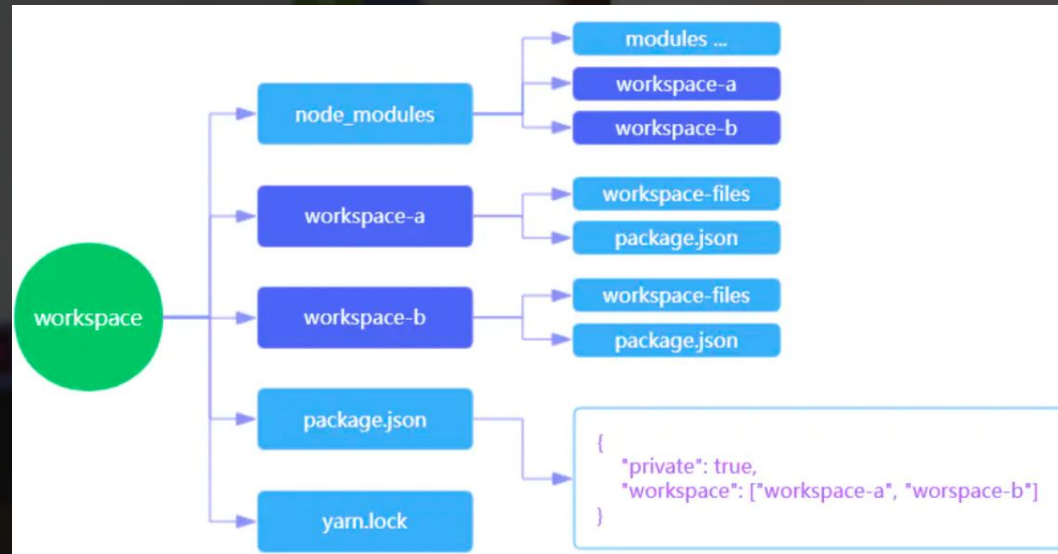 modules ...
workspace-a
workspace-b
node_modules
workspace-files
package.json
workspace-a
workspace-files
package.json
workspace-b
workspace
package.json
{
"private": true,
"workspace": ["workspace-a", "worspace-b"]
}
yarn.lock